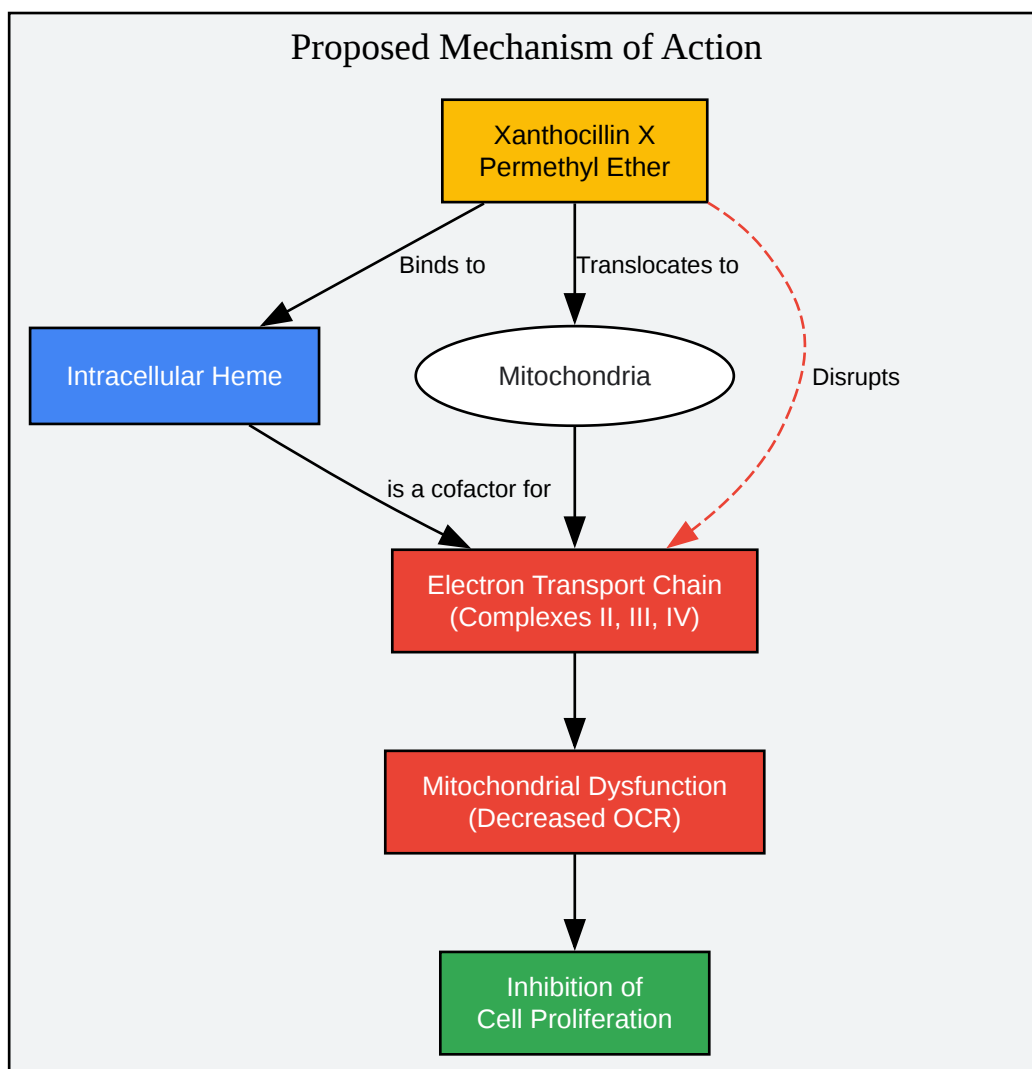 Proposed Mechanism of Action
Xanthocillin X
Permethyl Ether
Binds to
Translocates to
Intracellular Heme
Mitochondria
Disrupts
is a cofactor for
Electron Transport Chain
(Complexes II, III, IV)
Mitochondrial Dysfunction
(Decreased OCR)
Inhibition of
Cell Proliferation